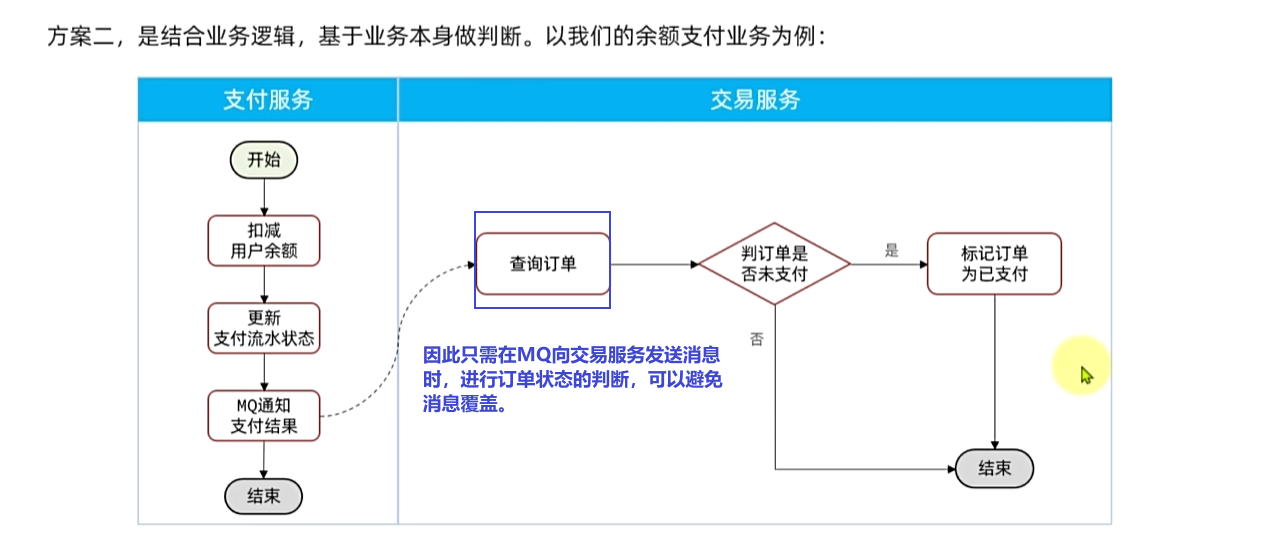 方案二，是结合业务逻辑，基于业务本身做判断。以我们的余额支付业务为例：
支付服务
交易服务
开始
扣减
用户余额
更新
支付流水状态
MQ通知
支付结果
结束
查询订单
判订单是
否未支付
是
标记订单
为已支付
否
因此只需在MQ向交易服务发送消息
时，进行订单状态的判断，可以避免
消息覆盖。
结束